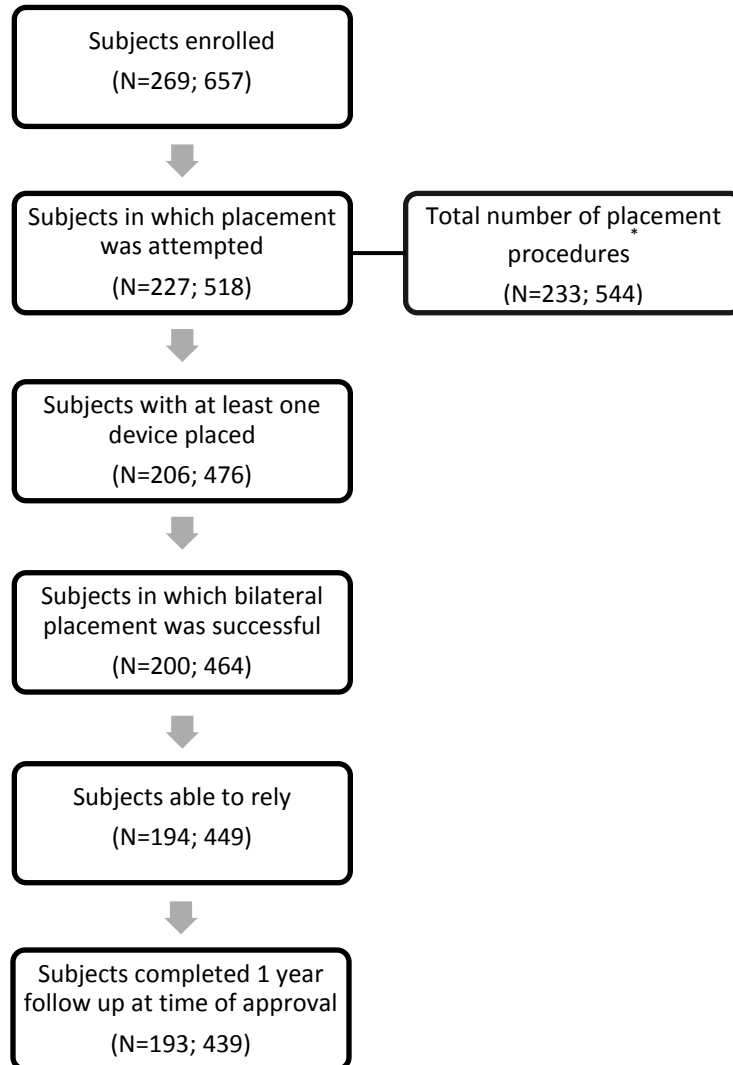 Subjects enrolled
(N=269; 657)
Subjects in which placement
was attempted
(N=227; 518)
Total number of placement
procedures*
(N=233; 544)
Subjects with at least one
device placed
(N=206; 476)
Subjects in which bilateral
placement was successful
(N=200; 464)
Subjects able to rely
(N=194; 449)
Subjects completed 1 year
follow up at time of approval
(N=193; 439)